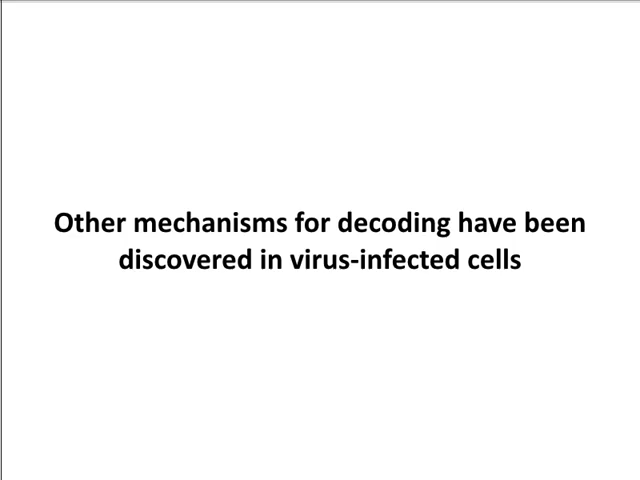 Other mechanisms for decoding have been
discovered in virus-infected cells